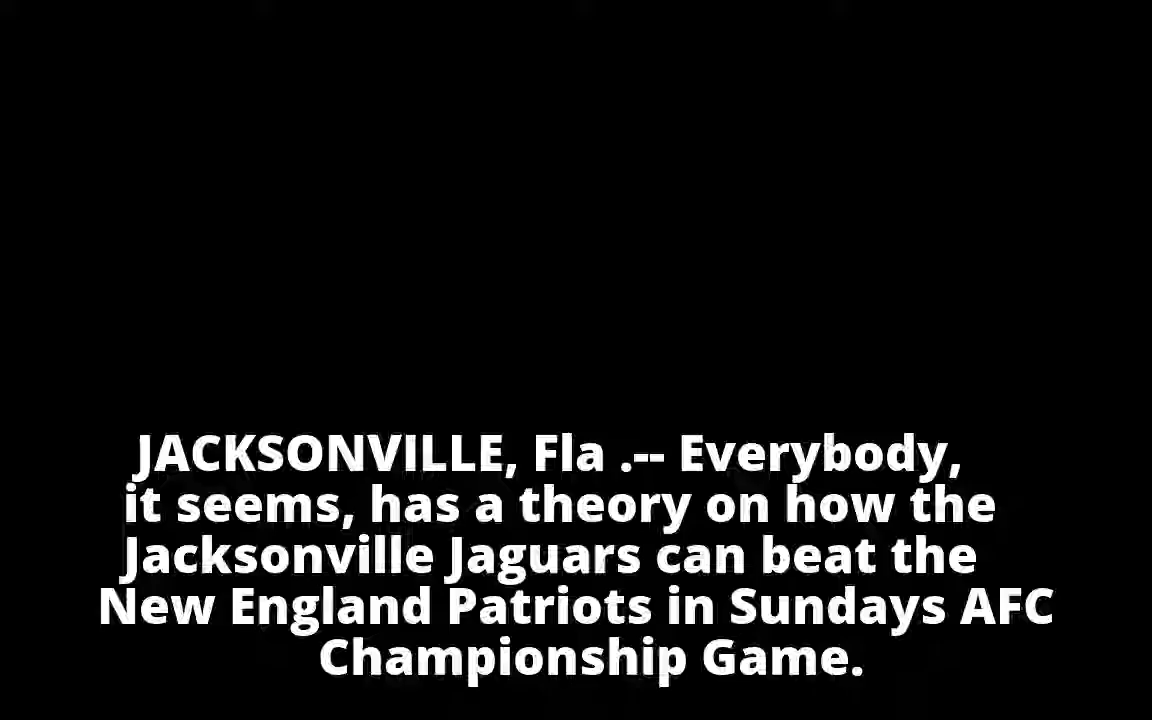 JACKSONVILLE, Fla .-- Everybody,
it seems, has a theory on how the
Jacksonville Jaguars can beat the
New England Patriots in Sundays AFC
Championship Game.